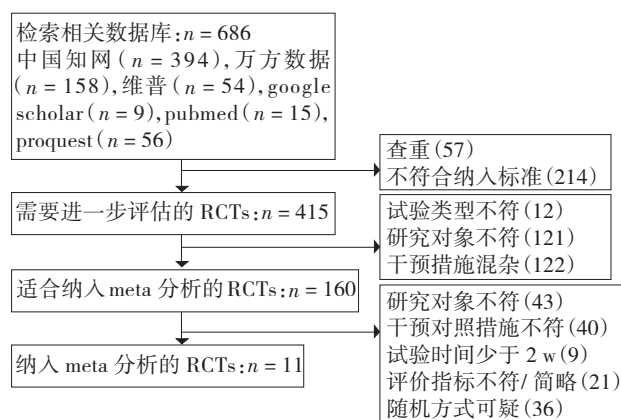 检索相关数据库:n = 686
中国知网(n = 394),万方数据
(n = 158),维普(n = 54),google
scholar(n = 9),pubmed(n = 15),
proquest(n = 56)
查重(57)
不符合纳入标准(214)
需要进一步评估的 RCTs:n = 415
试验类型不符(12)
研究对象不符(121)
干预措施混杂(122)
适合纳入 meta 分析的RCTs:n = 160
研究对象不符(43)
干预对照措施不符(40)
试验时间少于 2 w(9)
评价指标不符/ 简略(21)
随机方式可疑(36)
纳入 meta 分析的 RCTs:n = 11